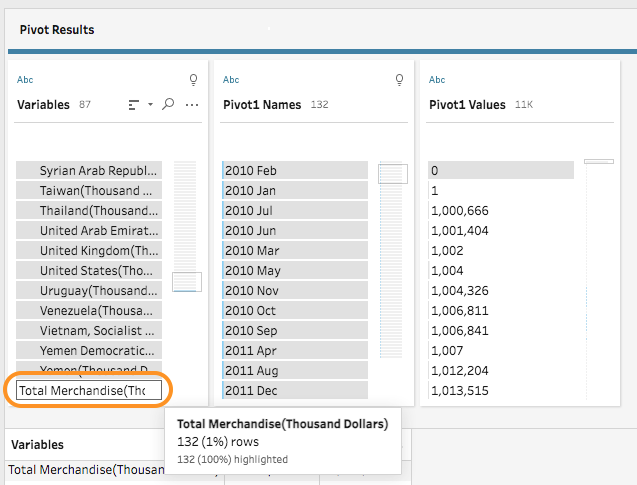 Pivot Results
Abc
Variables 87
Syrian Arab Republ...
Taiwan(Thousand ...
Thailand(Thousand...
United Arab Emirat...
United Kingdom(Th...
United States(Tho...
Uruguay(Thousand...
Venezuela(Thousa...
Vietnam, Socialist ...
Yemen Democratic...
Yemen(Thousand D...
Total Merchandise(Tho
Abc
Pivot1 Names 132
2010 Feb
2010 Jan
2010 Jul
2010 Jun
2010 Mar
2010 May
2010 Nov
2010 Oct
2010 Sep
2011 Apr
2011 Aug
2011 Dec
Abc
Pivot1 Values 11K
0
1
1,000,666
1,001,404
1,002
1,004
1,004,326
1,006,811
1,006,841
1,007
1,012,204
1,013,515
Total Merchandise(Thousand Dollars)
132 (1%) rows
132 (100%) highlighted
Variables
Total Merchandise(Thousan